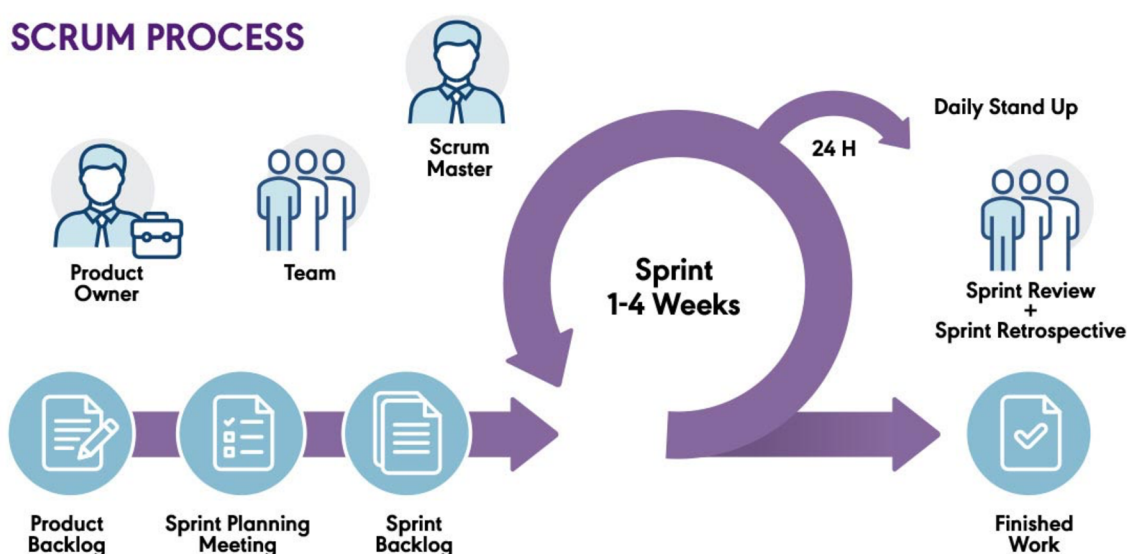 SCRUM PROCESS
Scrum
Master
Product
Owner
Team
Daily Stand Up
24 H
Sprint
1-4 Weeks
Sprint Review
+
Sprint Retrospective
Product
Backlog
Sprint Planning
Meeting
Sprint
Backlog
Finished
Work